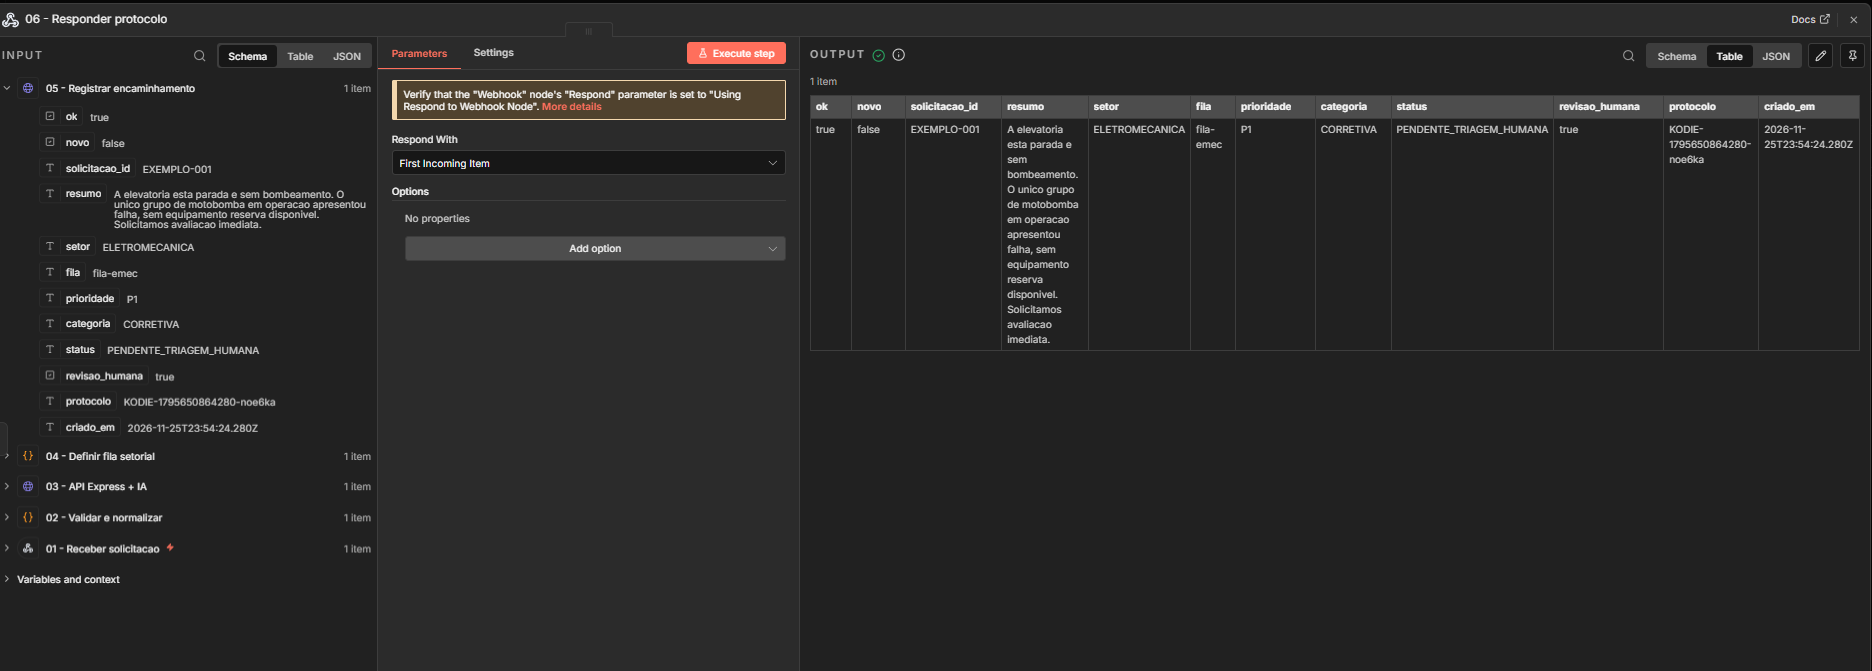 06 - Responder protocolo
Docs
INPUT
Schema
Table
JSON
05 - Registrar encaminhamento
1 item
ok
true
novo
false
solicitacao_id
EXEMPLO-001
resumo
A elevatoria esta parada e sem bombeamento. O
unico grupo de motobomba em operacao apresentou
falha, sem equipamento reserva disponivel.
Solicitamos avaliacao imediata.
setor
ELETROMECANICA
fila
fila-emec
prioridade
P1
categoria
CORRETIVA
status
PENDENTE_TRIAGEM_HUMANA
revisao_humana
true
protocolo
KODIE-1795650864280-noe6ka
criado_em
2026-11-25T23:54:24.280Z
04 - Definir fila setorial
1 item
03 - API Express + IA
1 item
02 - Validar e normalizar
1 item
01 - Receber solicitacao
1 item
Variables and context
Parameters
Settings
Execute step
Verify that the "Webhook" node's "Respond" parameter is set to "Using
Respond to Webhook Node". More details
Respond With
First Incoming Item
Options
No properties
Add option
OUTPUT
Schema
Table
JSON
1 item
ok
novo
solicitacao_id
resumo
setor
fila
prioridade
categoria
status
revisao_humana
protocolo
criado_em
true
false
EXEMPLO-001
A elevatoria
esta parada e
sem
bombeamento.
O unico grupo
de motobomba
em operacao
apresentou
falha, sem
equipamento
reserva
disponivel.
Solicitamos
avaliacao
imediata.
ELETROMECANICA
fila-
emec
P1
CORRETIVA
PENDENTE_TRIAGEM_HUMANA
true
KODIE-
1795650864280-
noe6ka
2026-11-
25T23:54:24.280Z